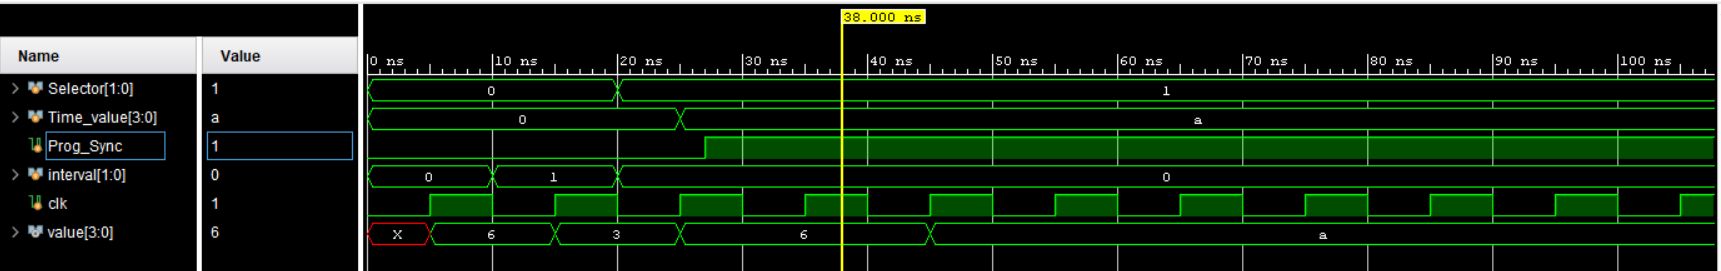 38.000 ns
Name Value
0 ns 10 ns 20 ns 30 ns 40 ns 50 ns 60 ns 70 ns 80 ns 90 ns 100 ns
Selector[1:0] 1 0 1
Time_value[3:0] a 0 a
Prog_Sync 1
interval[1:0] 0 0 1 0
clk 1
value[3:0] 6 X 6 3 6 a